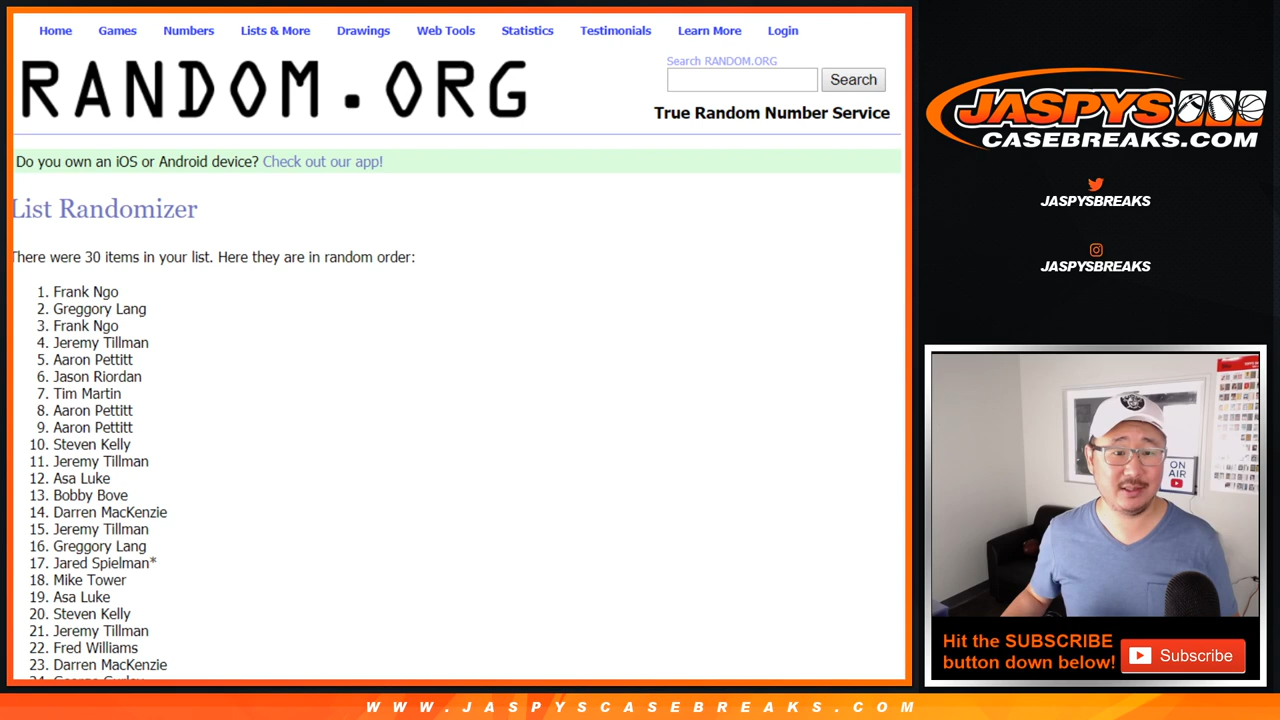 Home Games Numbers Lists & More Drawings Web Tools Statistics Testimonials Learn More Login
RANDOM.ORG
Search RANDOM.ORG
Search
True Random Number Service
Do you own an iOS or Android device? Check out our app!
List Randomizer
There were 30 items in your list. Here they are in random order:
1. Frank Ngo
2. Greggory Lang
3. Frank Ngo
4. Jeremy Tillman
5. Aaron Pettitt
6. Jason Riordan
7. Tim Martin
8. Aaron Pettitt
9. Aaron Pettitt
10. Steven Kelly
11. Jeremy Tillman
12. Asa Luke
13. Bobby Bove
14. Darren MacKenzie
15. Jeremy Tillman
16. Greggory Lang
17. Jared Spielman*
18. Mike Tower
19. Asa Luke
20. Steven Kelly
21. Jeremy Tillman
22. Fred Williams
23. Darren MacKenzie
JASPYS
CASEBREAKS.COM
JASPYSBREAKS
JASPYSBREAKS
ON
AIR
Hit the SUBSCRIBE
button down below!
Subscribe
WWW.JASPYSCASEBREAKS.COM